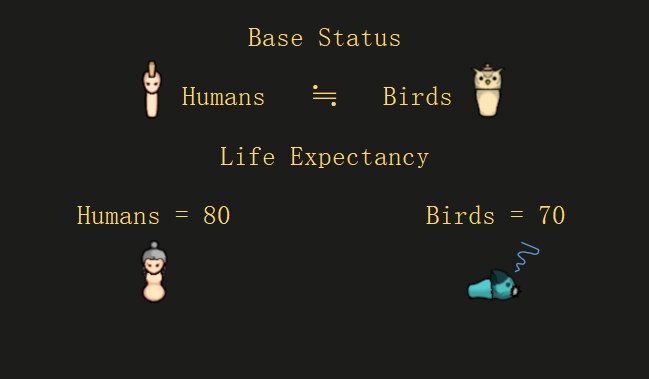 Base Status
Humans ≒ Birds
Life Expectancy
Humans = 80 Birds = 70